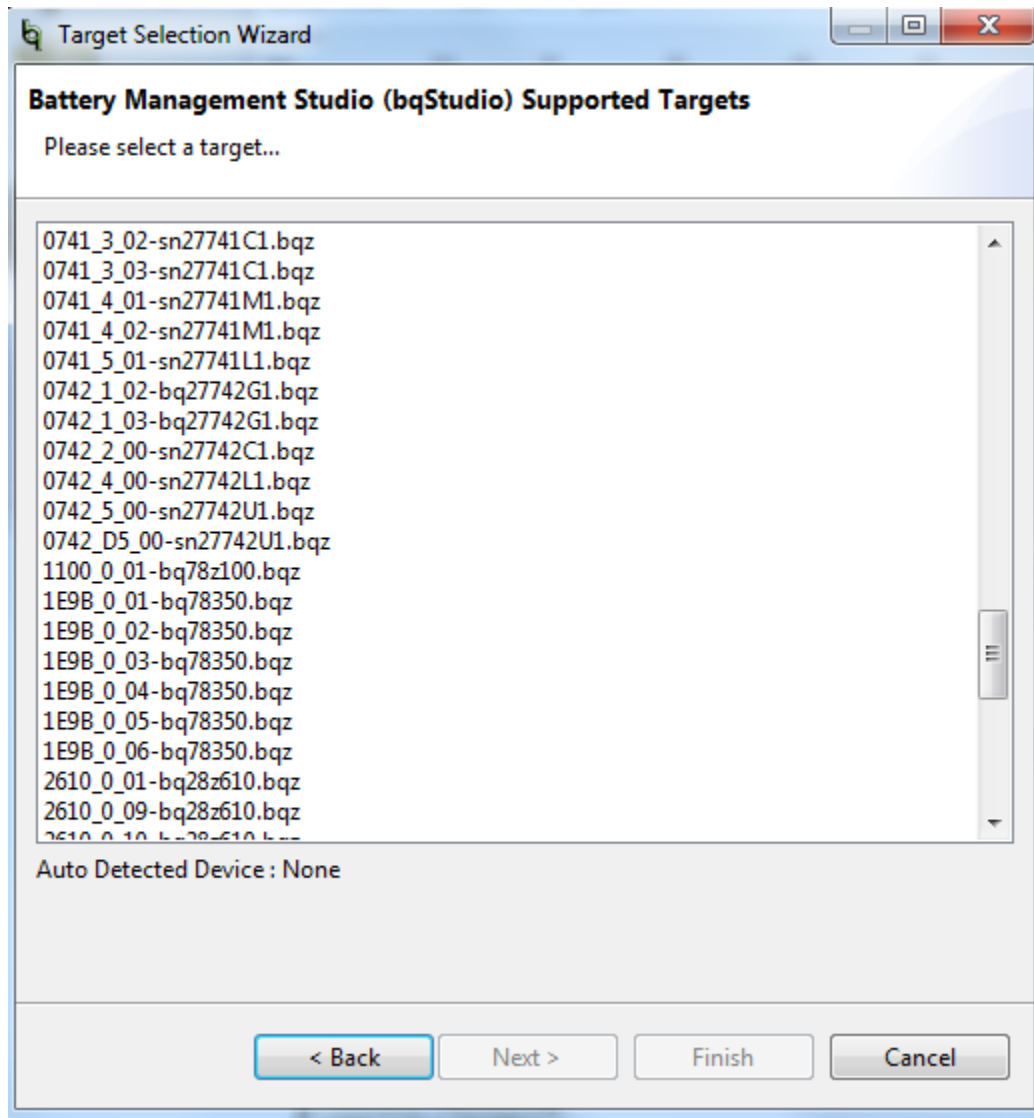 Target Selection Wizard
Battery Management Studio (bqStudio) Supported Targets
Please select a target...
0741_3_02-sn27741C1.bqz
0741_3_03-sn27741C1.bqz
0741_4_01-sn27741M1.bqz
0741_4_02-sn27741M1.bqz
0741_5_01-sn27741L1.bqz
0742_1_02-bq27742G1.bqz
0742_1_03-bq27742G1.bqz
0742_2_00-sn27742C1.bqz
0742_4_00-sn27742L1.bqz
0742_5_00-sn27742U1.bqz
0742_D5_00-sn27742U1.bqz
1100_0_01-bq78z100.bqz
1E9B_0_01-bq78350.bqz
1E9B_0_02-bq78350.bqz
1E9B_0_03-bq78350.bqz
1E9B_0_04-bq78350.bqz
1E9B_0_05-bq78350.bqz
1E9B_0_06-bq78350.bqz
2610_0_01-bq28z610.bqz
2610_0_09-bq28z610.bqz
2610_0_10-bq28z610.bqz
Auto Detected Device : None
< Back Next > Finish Cancel